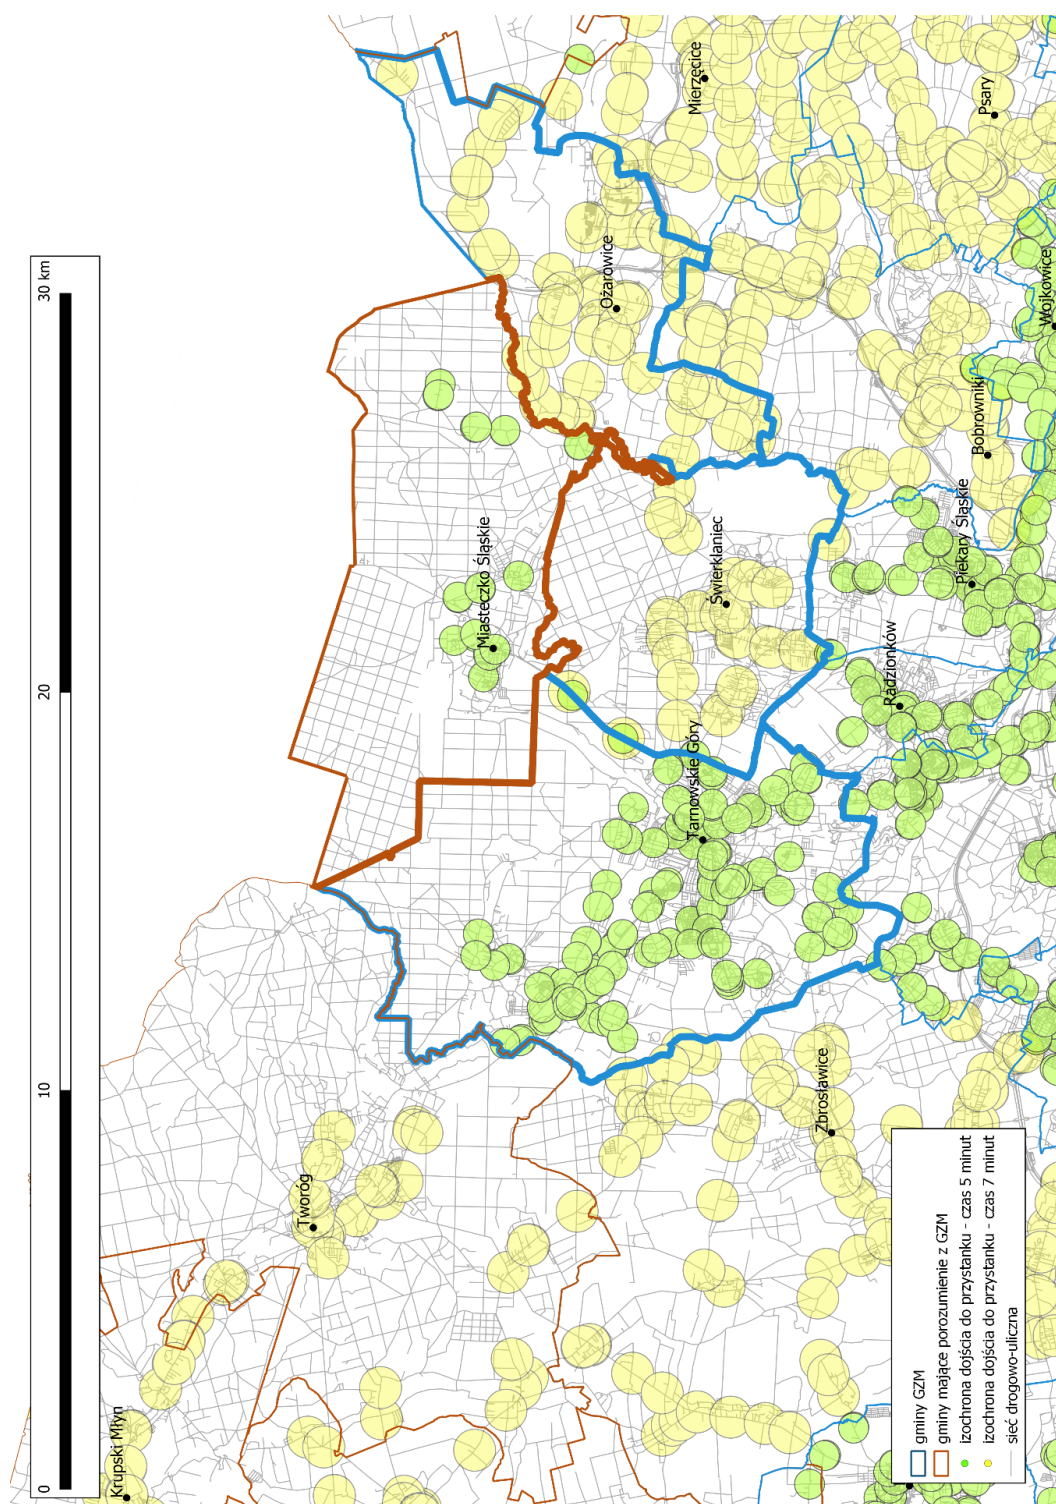 0
10
20
30 km
Krupski Młyn
Tworóg
Zbrosławice
Tarnowskie Góry
Miasteczko Śląskie
Radzionków
Świerklaniec
Piekary Śląskie
Bobrowniki
Ożarowice
Wojkowice
Mierzęcice
Psary
gminy GZM
gminy mające porozumienie z GZM
izochrona dojścia do przystanku - czas 5 minut
izochrona dojścia do przystanku - czas 7 minut
sieć drogowo-uliczna